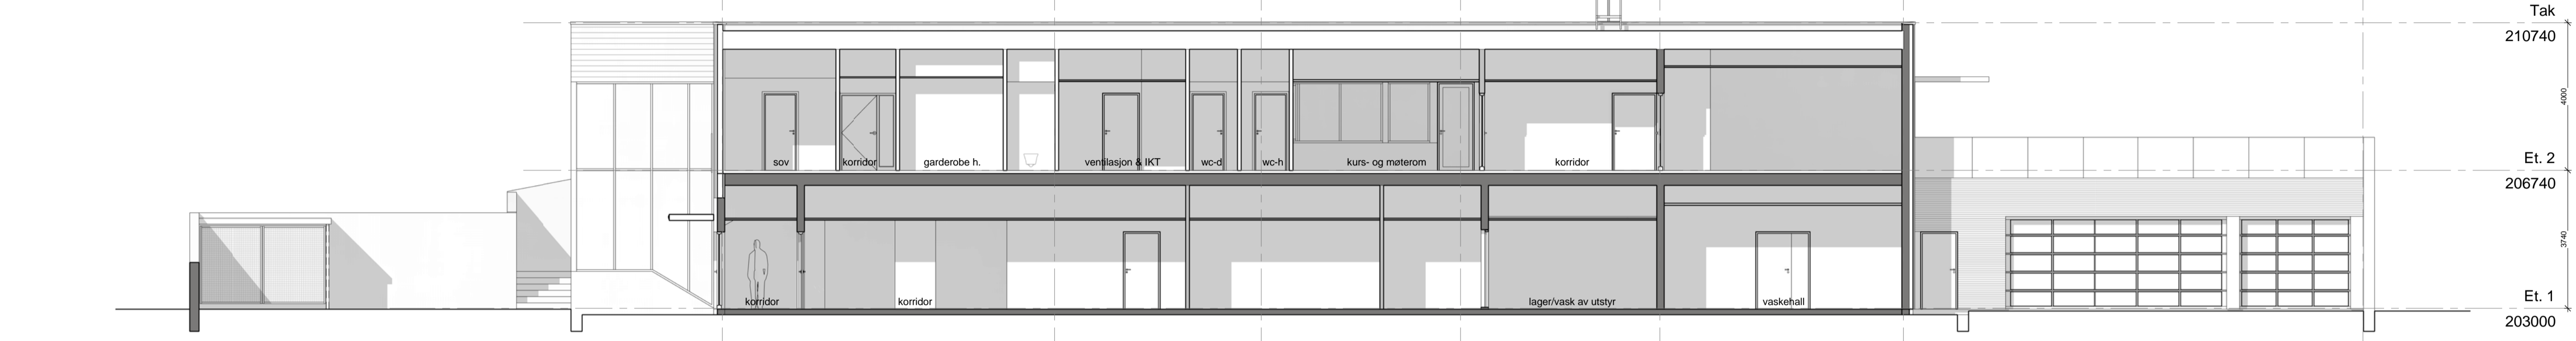 Tak
210740
4000
sov
korridor
garderobe h.
ventilasjon & IKT
wc-d
wc-h
kurs- og møterom
korridor
Et. 2
206740
3740
korridor
korridor
lager/vask av utstyr
vaskehall
Et. 1
203000